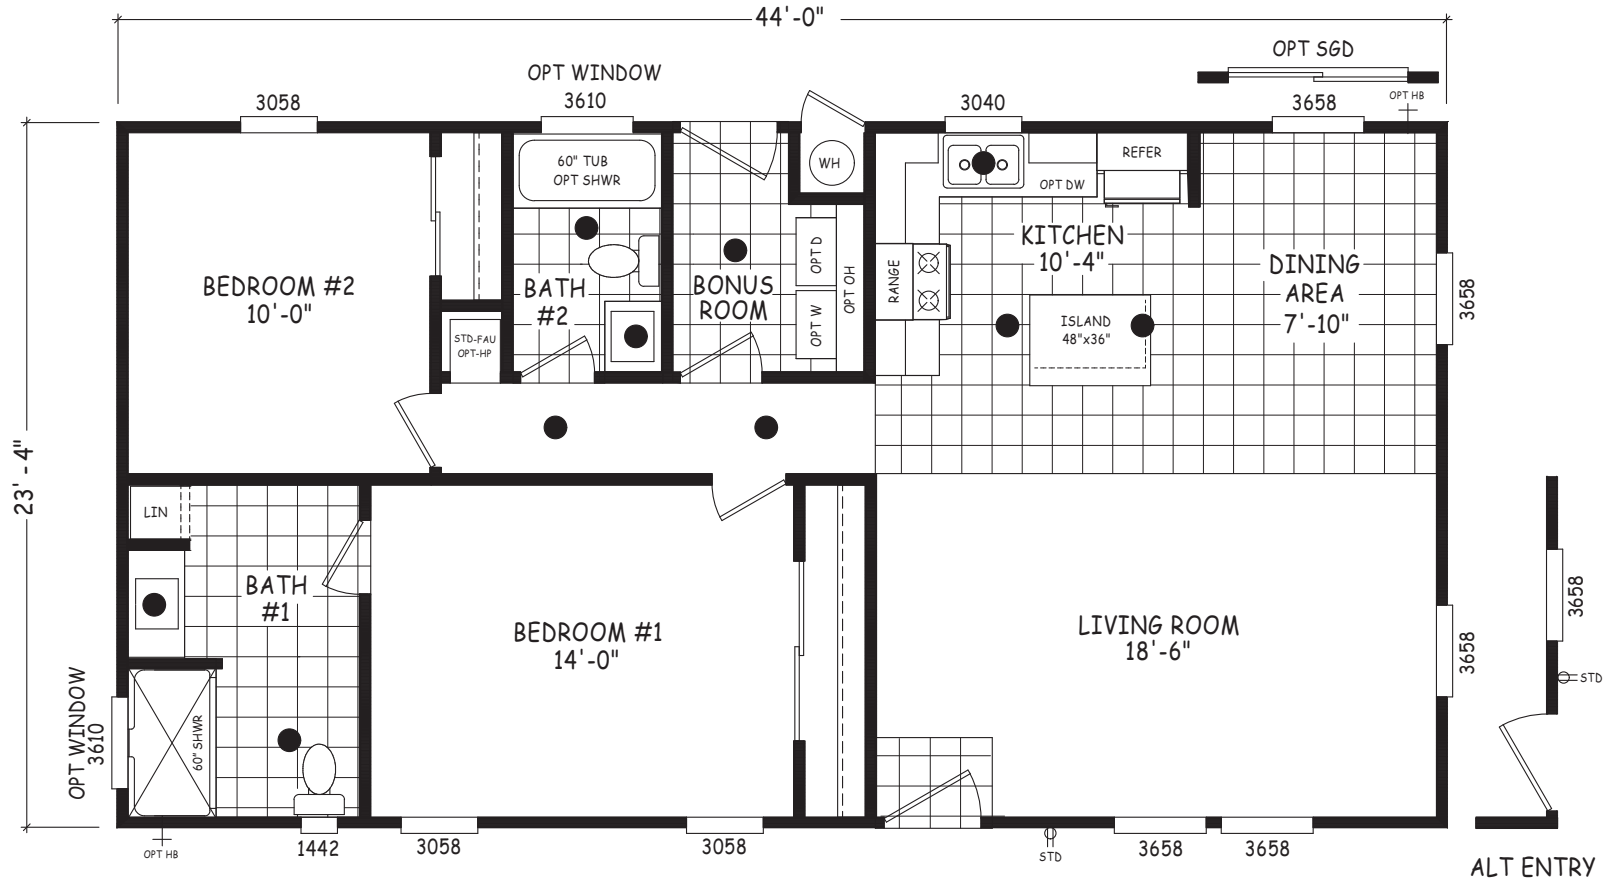 44'-0"
OPT SGD
OPT WINDOW
3058
3610
3040
3658
OPT HB
60" TUB
OPT SHWR
WH
REFER
OPT DW
KITCHEN
10'-4"
DINING
AREA
7'-10"
BEDROOM #2
10'-0"
BATH
#2
BONUS
ROOM
OPT D
OPT W
OPT OH
RANGE
ISLAND
48"x36"
3658
STD-FAU
OPT-HP
23'-4"
LIN
BATH
#1
BEDROOM #1
14'-0"
LIVING ROOM
18'-6"
3658
3658
STD
OPT WINDOW
3610
60" SHWR
OPT HB
1442
3058
3058
STD
3658
3658
ALT ENTRY